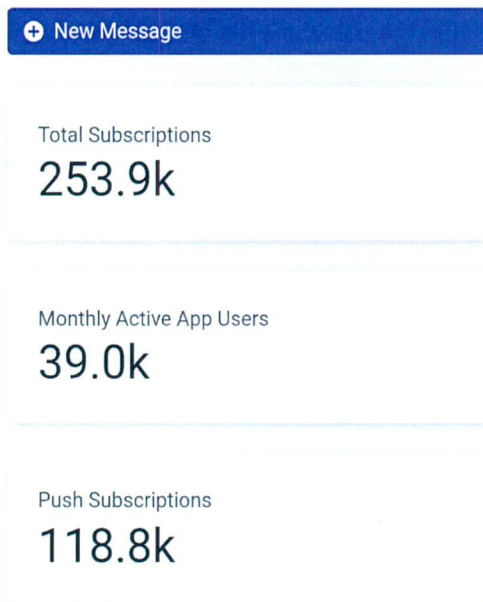 New Message
Total Subscriptions
253.9k
Monthly Active App Users
39.0k
Push Subscriptions
118.8k